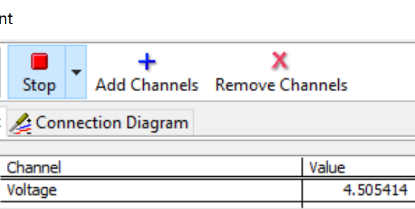 nt
Stop Add Channels Remove Channels
Connection Diagram
Channel Value
Voltage 4.505414